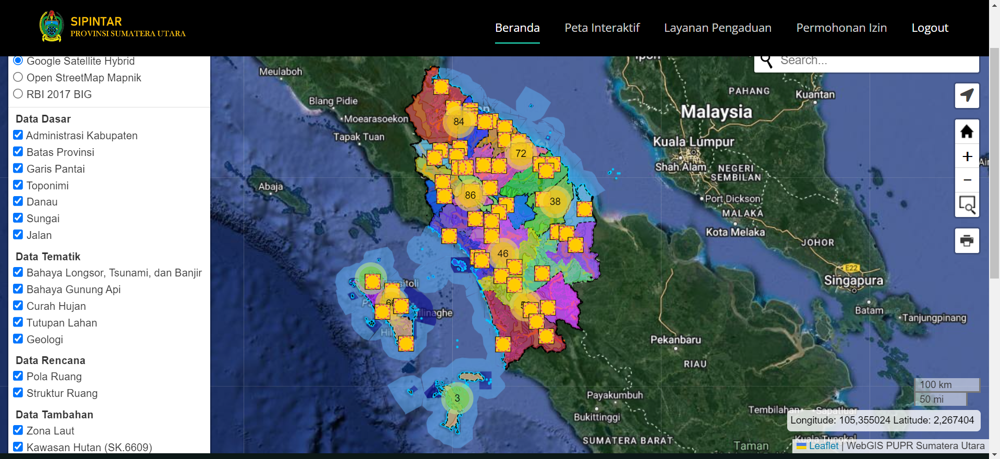 SIPINTAR
PROVINSI SUMATERA UTARA
Beranda
Peta Interaktif
Layanan Pengaduan
Permohonan Izin
Logout
Google Satellite Hybrid
Open StreetMap Mapnik
RBI 2017 BIG
Data Dasar
Administrasi Kabupaten
Batas Provinsi
Garis Pantai
Toponimi
Danau
Sungai
Jalan
Data Tematik
Bahaya Longsor, Tsunami, dan Banjir
Bahaya Gunung Api
Curah Hujan
Tutupan Lahan
Geologi
Data Rencana
Pola Ruang
Struktur Ruang
Data Tambahan
Zona Laut
Kawasan Hutan (SK.6609)
Search...
Meulaboh
Blang Pidie
Moearasoekon
Tapak Tuan
Abaja
84
72
86
38
46
3
Ipoh
PAHANG
Kuantan
Malaysia
Kuala Lumpur
Shah Alam
NEGERI
SEMBILAN
Port Dickson
MALAKA
Kota Melaka
JOHOR
E22
Singapura
Batam
Tanjungpinang
Pekanbaru
RIAU
Payakumbuh
Bukittinggi
SUMATERA BARAT
Tembilahan
Sapatluar
Kuala Tungkal
Taman
+
−
100 km
50 mi
Longitude: 105,355024 Latitude: 2,267404
Leaflet | WebGIS PUPR Sumatera Utara